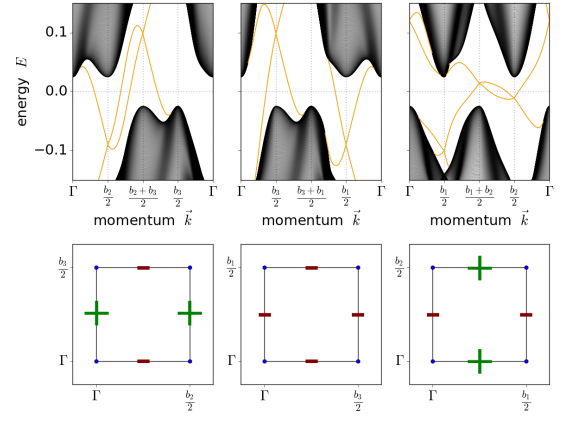 energy E
0.1
0.0
−0.1
Γ b₂/2 (b₂ + b₃)/2 b₃/2 Γ
Γ b₃/2 (b₃ + b₁)/2 b₁/2 Γ
Γ b₁/2 (b₁ + b₂)/2 b₂/2 Γ
momentum k⃗
momentum k⃗
momentum k⃗
b₃/2
Γ
Γ b₂/2
b₁/2
Γ
Γ b₃/2
b₂/2
Γ
Γ b₁/2